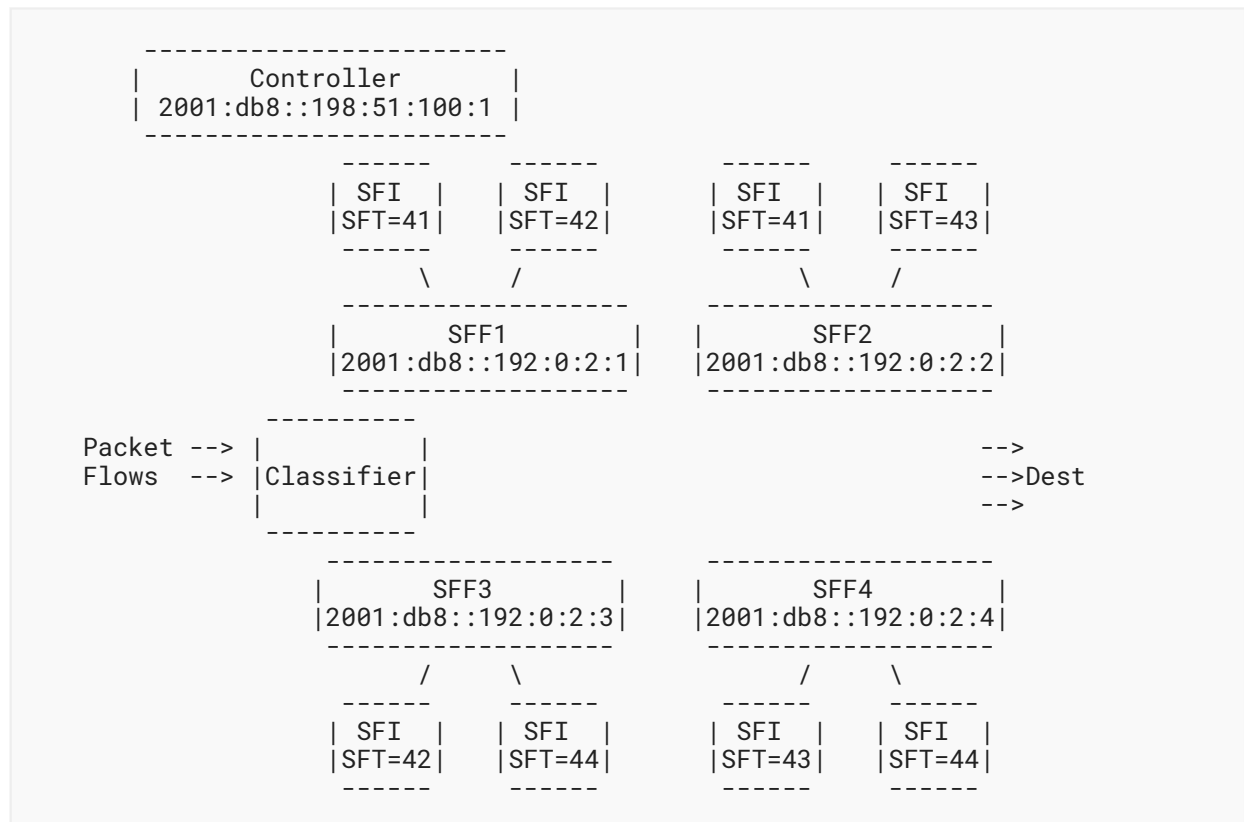 ------------------------
|       Controller       |
| 2001:db8::198:51:100:1 |
------------------------
------     ------        ------     ------
| SFI  |   | SFI  |      | SFI  |   | SFI  |
|SFT=41|   |SFT=42|      |SFT=41|   |SFT=43|
------     ------        ------     ------
\     /                  \     /
-------------------     -------------------
|       SFF1        |   |       SFF2        |
|2001:db8::192:0:2:1|   |2001:db8::192:0:2:2|
-------------------     -------------------
----------
Packet --> |          |                                    -->
Flows  --> |Classifier|                                    -->Dest
|          |                                    -->
----------
-------------------      -------------------
|       SFF3        |    |       SFF4        |
|2001:db8::192:0:2:3|    |2001:db8::192:0:2:4|
-------------------      -------------------
/     \                  /     \
------     ------        ------     ------
| SFI  |   | SFI  |      | SFI  |   | SFI  |
|SFT=42|   |SFT=44|      |SFT=43|   |SFT=44|
------     ------        ------     ------